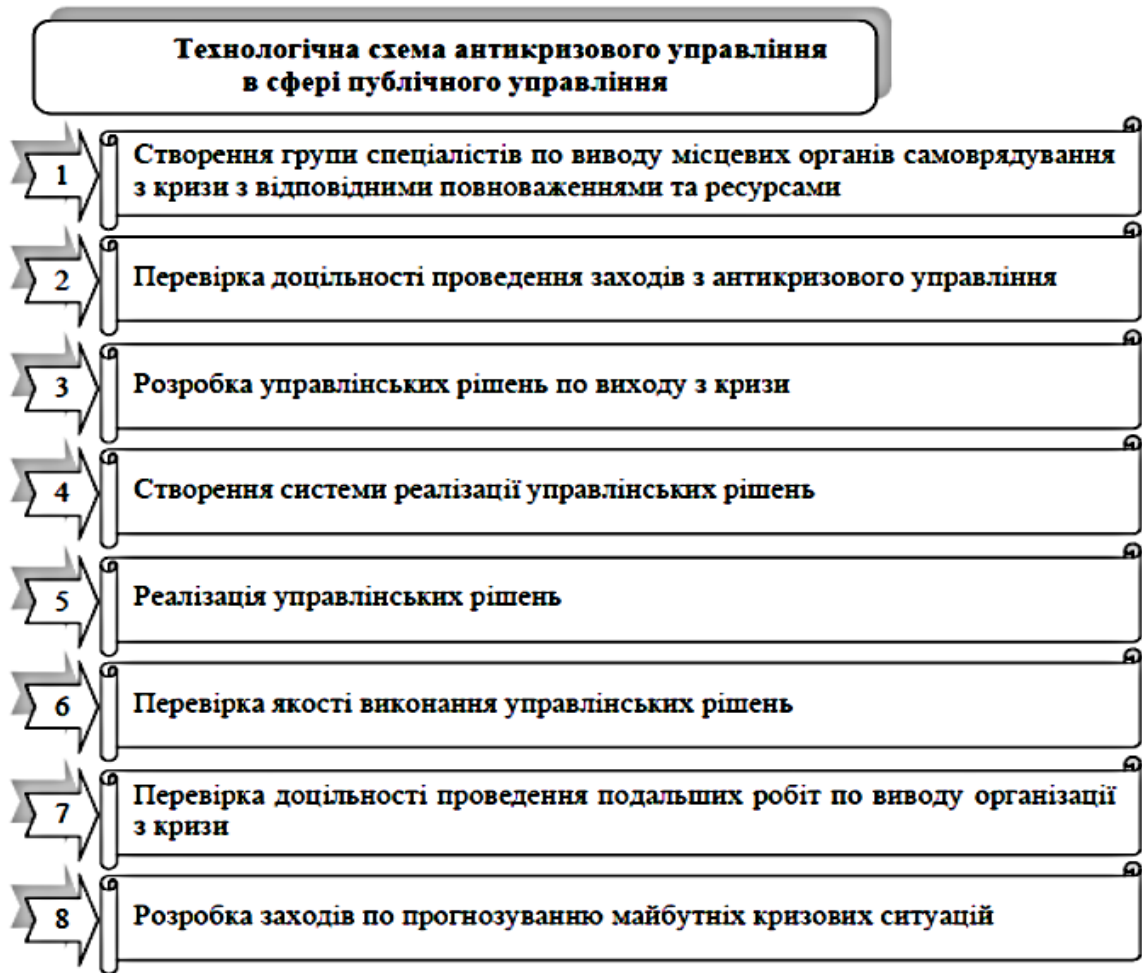 Технологічна схема антикризового управління
в сфері публічного управління
1
Створення групи спеціалістів по виводу місцевих органів самоврядування
з кризи з відповідними повноваженнями та ресурсами
2
Перевірка доцільності проведення заходів з антикризового управління
3
Розробка управлінських рішень по виходу з кризи
4
Створення системи реалізації управлінських рішень
5
Реалізація управлінських рішень
6
Перевірка якості виконання управлінських рішень
7
Перевірка доцільності проведення подальших робіт по виводу організації
з кризи
8
Розробка заходів по прогнозуванню майбутніх кризових ситуацій